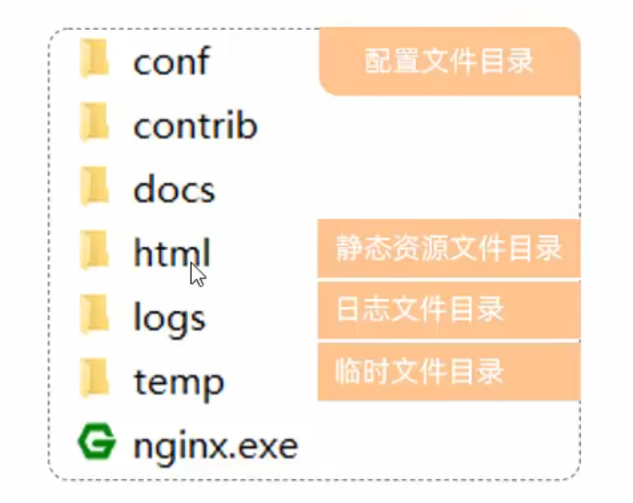 conf 配置文件目录
contrib
docs
html 静态资源文件目录
logs 日志文件目录
temp 临时文件目录
nginx.exe